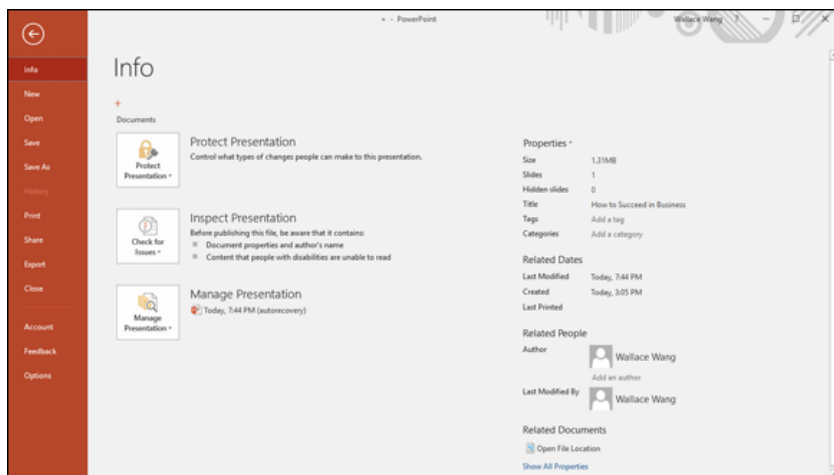 + - PowerPoint
Wallace Wang
?
Info
New
Open
Save
Save As
History
Print
Share
Export
Close
Account
Feedback
Options
Info
+
Documents
Protect Presentation
Protect Presentation
Control what types of changes people can make to this presentation.
Check for Issues
Inspect Presentation
Before publishing this file, be aware that it contains:
Document properties and author's name
Content that people with disabilities are unable to read
Manage Presentation
Manage Presentation
Today, 7:44 PM (autorecovery)
Properties
Size 1.31MB
Slides 1
Hidden slides 0
Title How to Succeed in Business
Tags Add a tag
Categories Add a category
Related Dates
Last Modified Today, 7:44 PM
Created Today, 3:05 PM
Last Printed
Related People
Author Wallace Wang
Add an author
Last Modified By Wallace Wang
Related Documents
Open File Location
Show All Properties